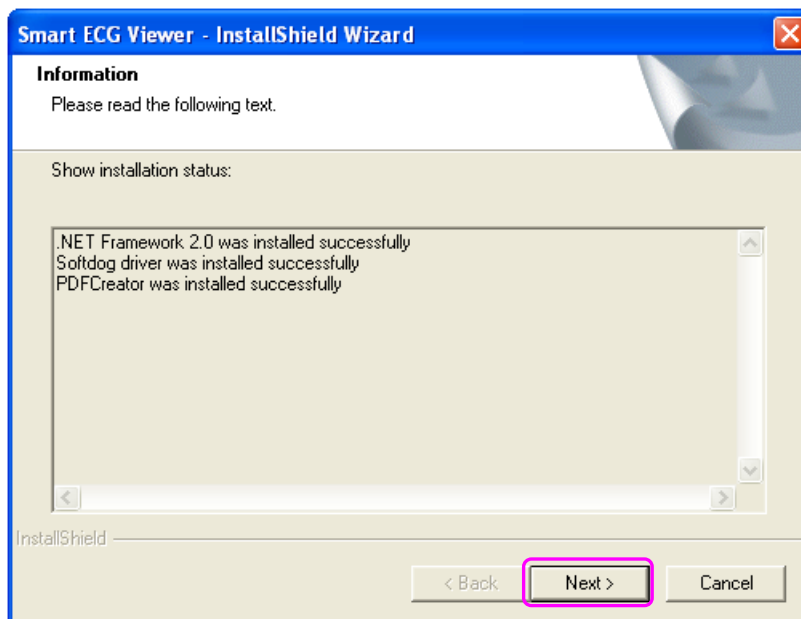 Smart ECG Viewer - InstallShield Wizard
Information
Please read the following text.
Show installation status:
.NET Framework 2.0 was installed successfully
Softdog driver was installed successfully
PDFCreator was installed successfully
InstallShield
< Back
Next >
Cancel